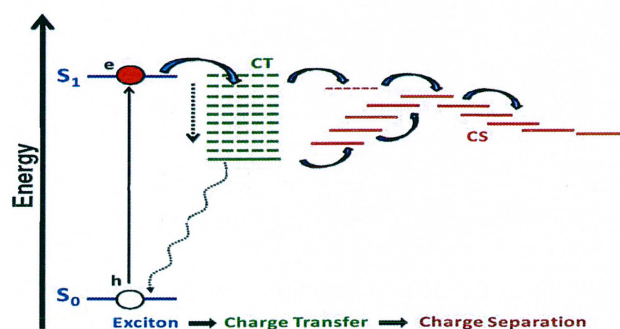 Energy
e
S1
CT
CS
h
S0
Exciton
Charge Transfer
Charge Separation